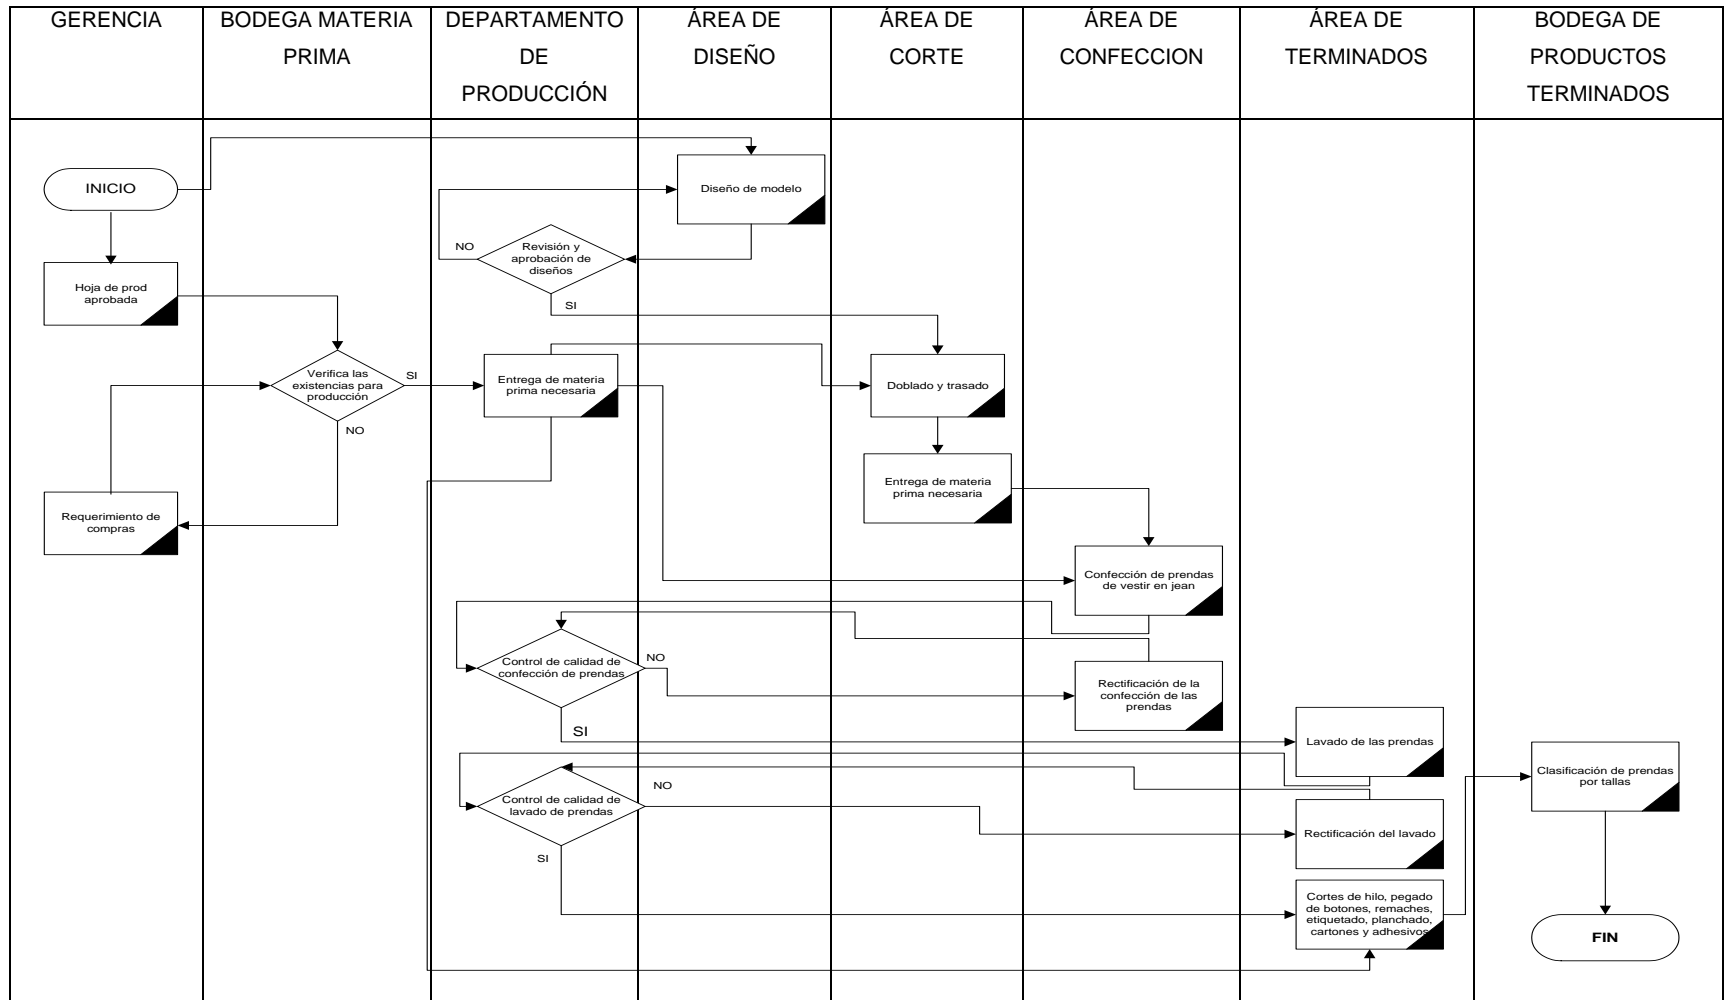 GERENCIA
BODEGA MATERIA
PRIMA
DEPARTAMENTO
DE
PRODUCCIÓN
ÁREA DE
DISEÑO
ÁREA DE
CORTE
ÁREA DE
CONFECCION
ÁREA DE
TERMINADOS
BODEGA DE
PRODUCTOS
TERMINADOS
INICIO
Diseño de modelo
NO
Revisión y
aprobación de
diseños
SI
Hoja de prod
aprobada
Verifica las
existencias para
producción
SI
NO
Entrega de materia
prima necesaria
Doblado y trasado
Entrega de materia
prima necesaria
Requerimiento de
compras
Confección de prendas
de vestir en jean
Control de calidad de
confección de prendas
NO
SI
Rectificación de la
confección de las
prendas
Lavado de las prendas
Clasificación de prendas
por tallas
Control de calidad de
lavado de prendas
NO
SI
Rectificación del lavado
Cortes de hilo, pegado
de botones, remaches,
etiquetado, planchado,
cartones y adhesivos
FIN